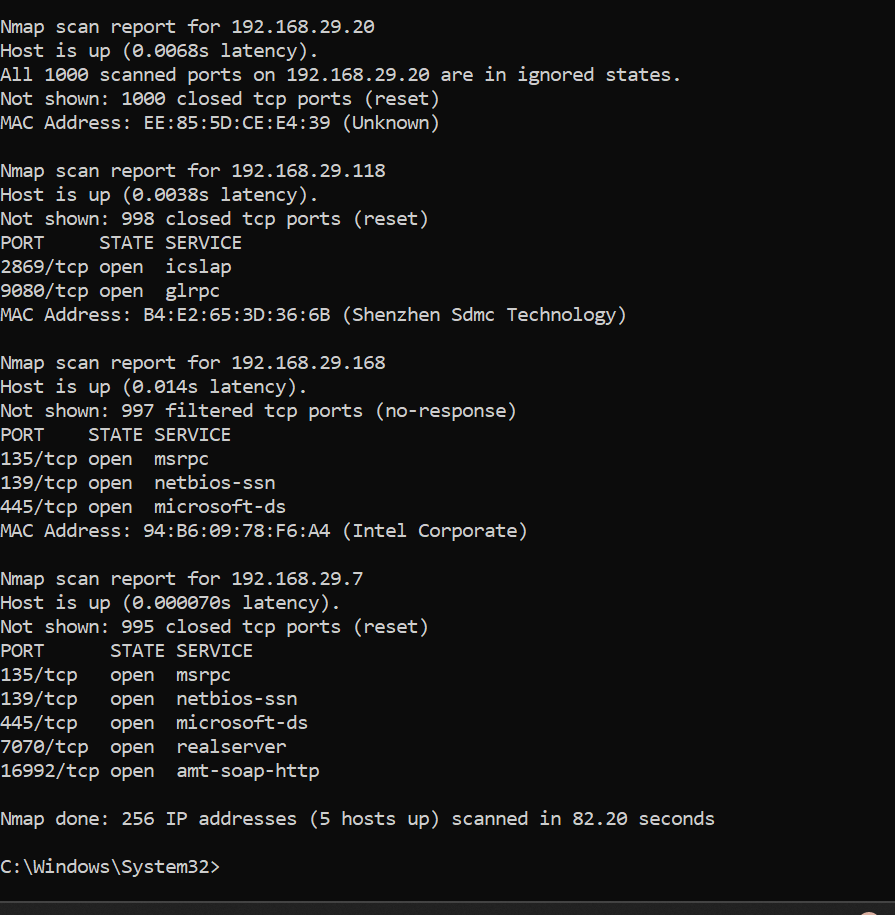 Nmap scan report for 192.168.29.20
Host is up (0.0068s latency).
All 1000 scanned ports on 192.168.29.20 are in ignored states.
Not shown: 1000 closed tcp ports (reset)
MAC Address: EE:85:5D:CE:E4:39 (Unknown)

Nmap scan report for 192.168.29.118
Host is up (0.0038s latency).
Not shown: 998 closed tcp ports (reset)
PORT     STATE SERVICE
2869/tcp open  icslap
9080/tcp open  glrpc
MAC Address: B4:E2:65:3D:36:6B (Shenzhen Sdmc Technology)

Nmap scan report for 192.168.29.168
Host is up (0.014s latency).
Not shown: 997 filtered tcp ports (no-response)
PORT    STATE SERVICE
135/tcp open  msrpc
139/tcp open  netbios-ssn
445/tcp open  microsoft-ds
MAC Address: 94:B6:09:78:F6:A4 (Intel Corporate)

Nmap scan report for 192.168.29.7
Host is up (0.000070s latency).
Not shown: 995 closed tcp ports (reset)
PORT      STATE SERVICE
135/tcp   open  msrpc
139/tcp   open  netbios-ssn
445/tcp   open  microsoft-ds
7070/tcp  open  realserver
16992/tcp open  amt-soap-http

Nmap done: 256 IP addresses (5 hosts up) scanned in 82.20 seconds

C:\Windows\System32>